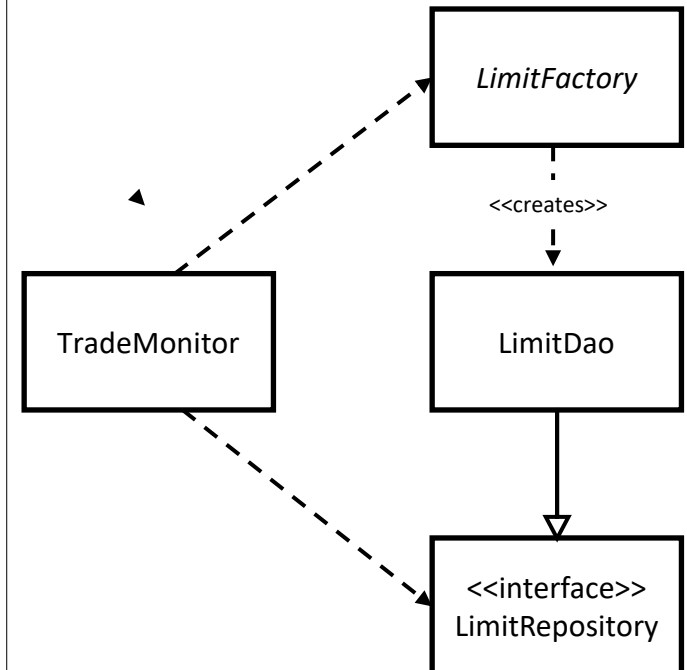 LimitFactory
<<creates>>
TradeMonitor
LimitDao
<<interface>>
LimitRepository